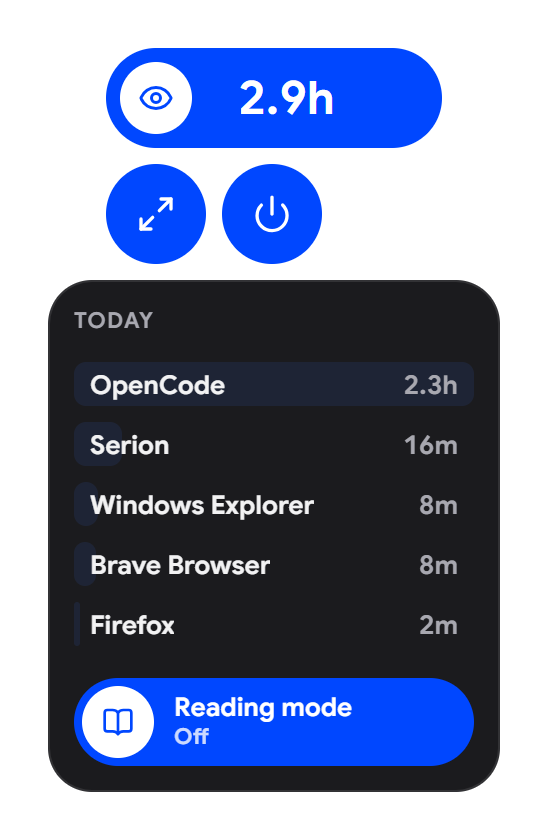 2.9h
TODAY
OpenCode 2.3h
Serion 16m
Windows Explorer 8m
Brave Browser 8m
Firefox 2m
Reading mode
Off